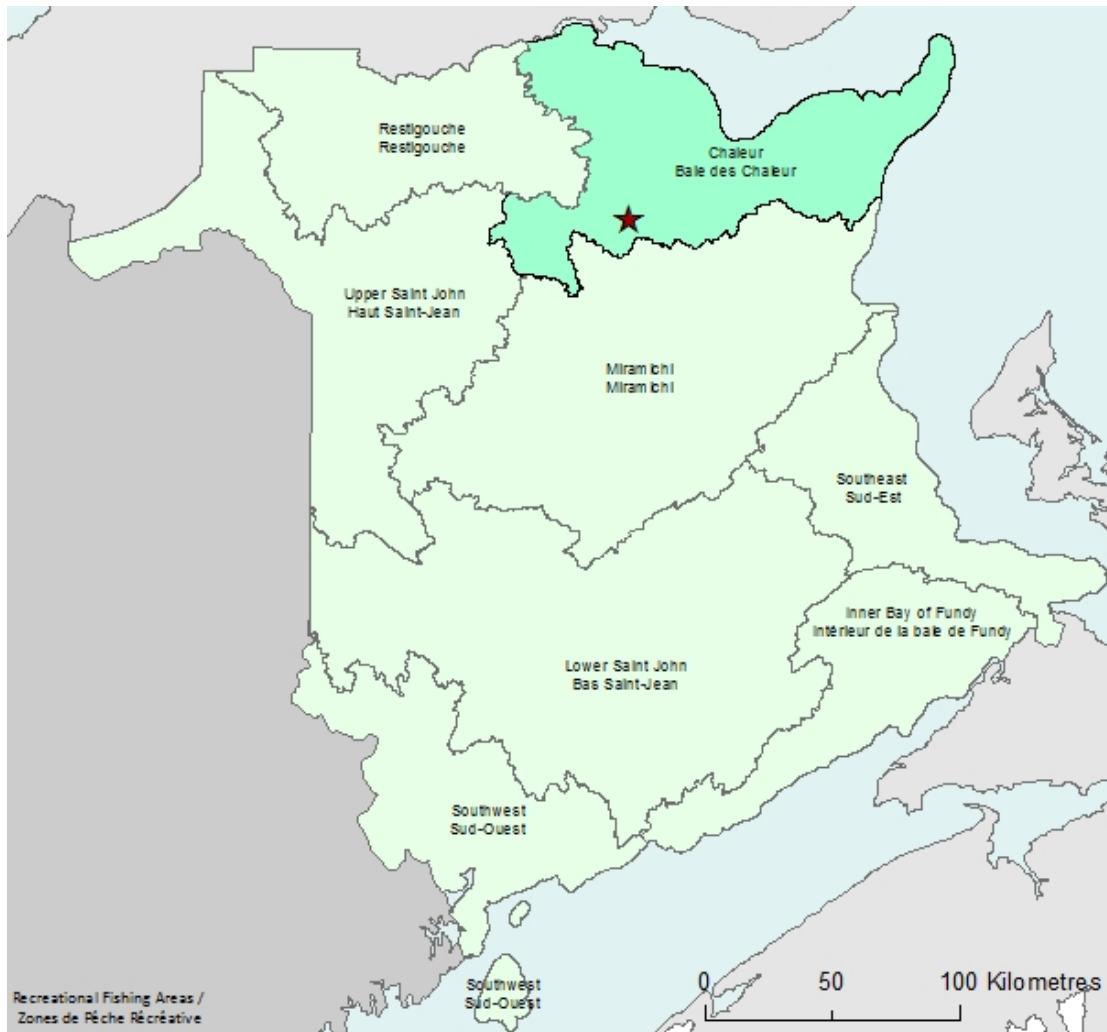 Restigouche
Restigouche
Chaleur
Baie des Chaleur
Upper Saint John
Haut Saint-Jean
Miramichi
Miramichi
Southeast
Sud-Est
Inner Bay of Fundy
Intérieur de la baie de Fundy
Lower Saint John
Bas Saint-Jean
Southwest
Sud-Ouest
Southwest
Sud-Ouest
0 50 100 Kilometres
Recreational Fishing Areas /
Zones de Pêche Récréative